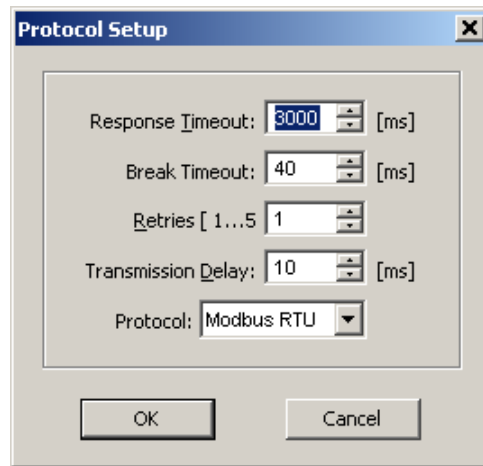 Protocol Setup
Response Timeout: 3000 [ms]
Break Timeout: 40 [ms]
Retries [ 1...5 1
Transmission Delay: 10 [ms]
Protocol: Modbus RTU
OK Cancel